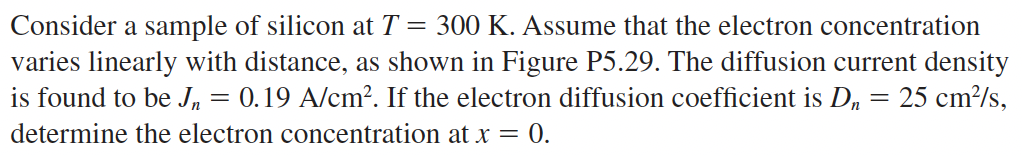 Consider a sample of silicon at T = 300 K. Assume that the electron concentration
varies linearly with distance, as shown in Figure P5.29. The diffusion current density
is found to be Jₙ = 0.19 A/cm². If the electron diffusion coefficient is Dₙ = 25 cm²/s,
determine the electron concentration at x = 0.